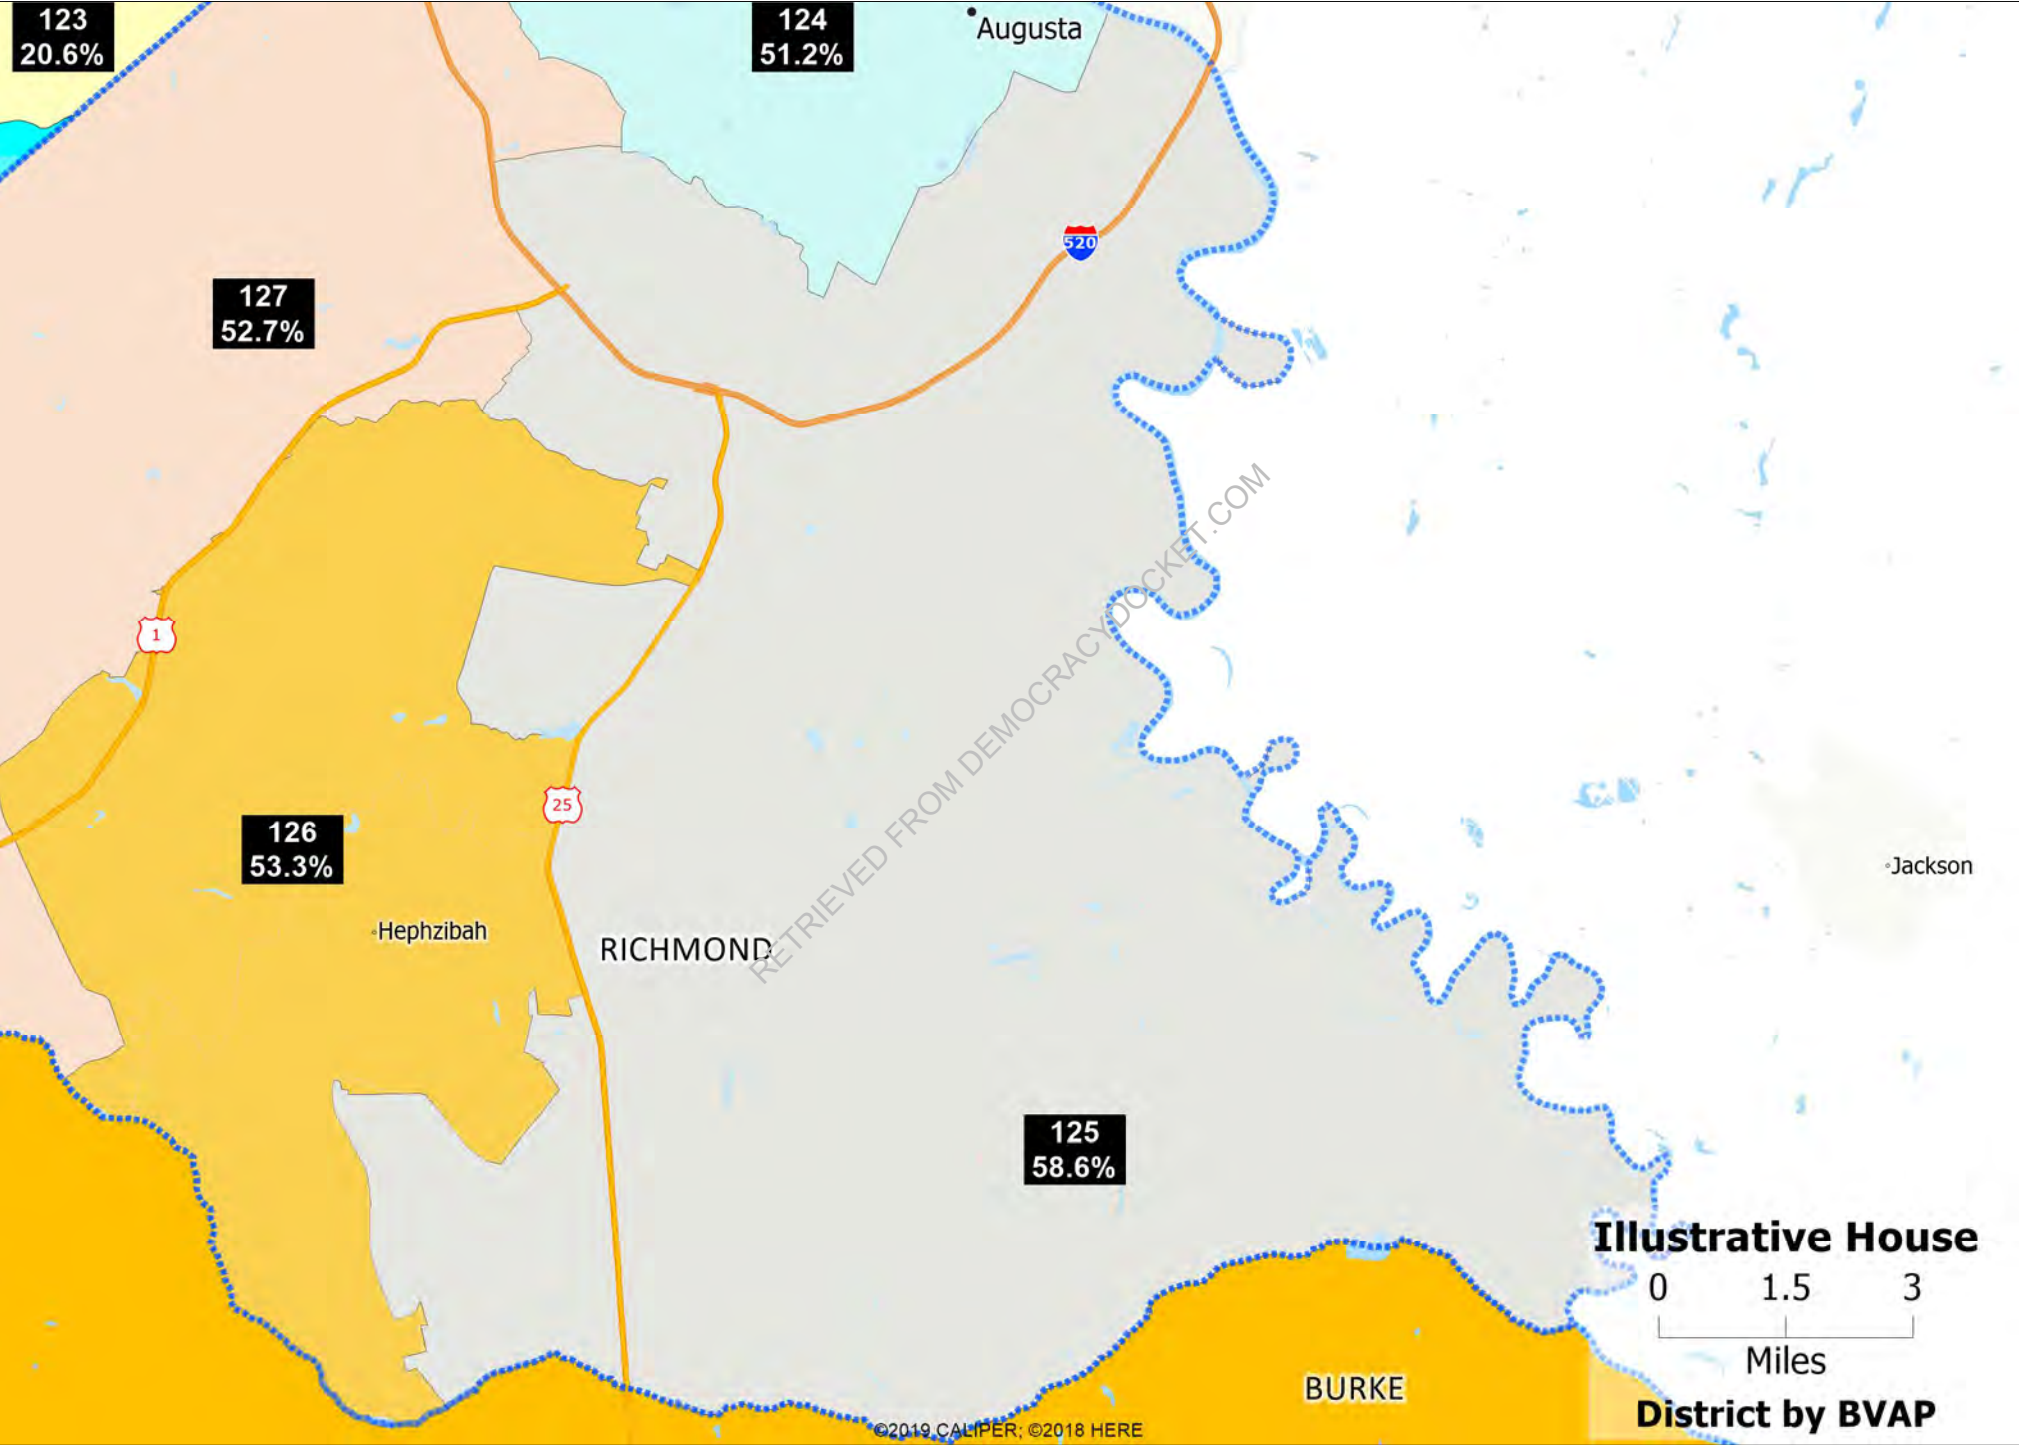 123
20.6%
124
51.2%
Augusta
520
127
52.7%
1
25
126
53.3%
Jackson
Hephzibah
RICHMOND
RETRIEVED FROM DEMOCRACYDOCKET.COM
125
58.6%
Illustrative House
0 1.5 3
Miles
BURKE
District by BVAP
©2019 CALIPER; ©2018 HERE